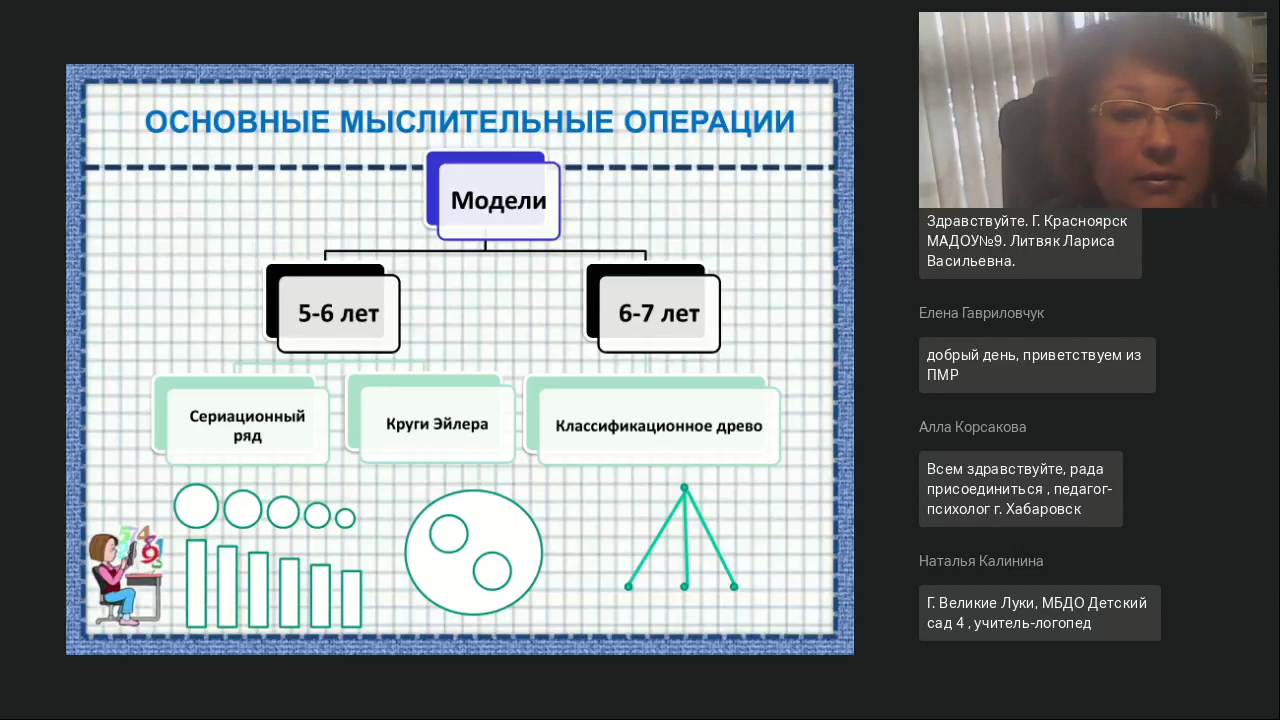 ОСНОВНЫЕ МЫСЛИТЕЛЬНЫЕ ОПЕРАЦИИ
Модели
5-6 лет
6-7 лет
Сериационный
ряд
Круги Эйлера
Классификационное древо
Здравствуйте. Г. Красноярск
МАДОУ№9. Литвяк Лариса
Васильевна.
Елена Гавриловчук
добрый день, приветствуем из
ПМР
Алла Корсакова
Всем здравствуйте, рада
присоединиться , педагог-
психолог г. Хабаровск
Наталья Калинина
Г. Великие Луки, МБДО Детский
сад 4 , учитель-логопед